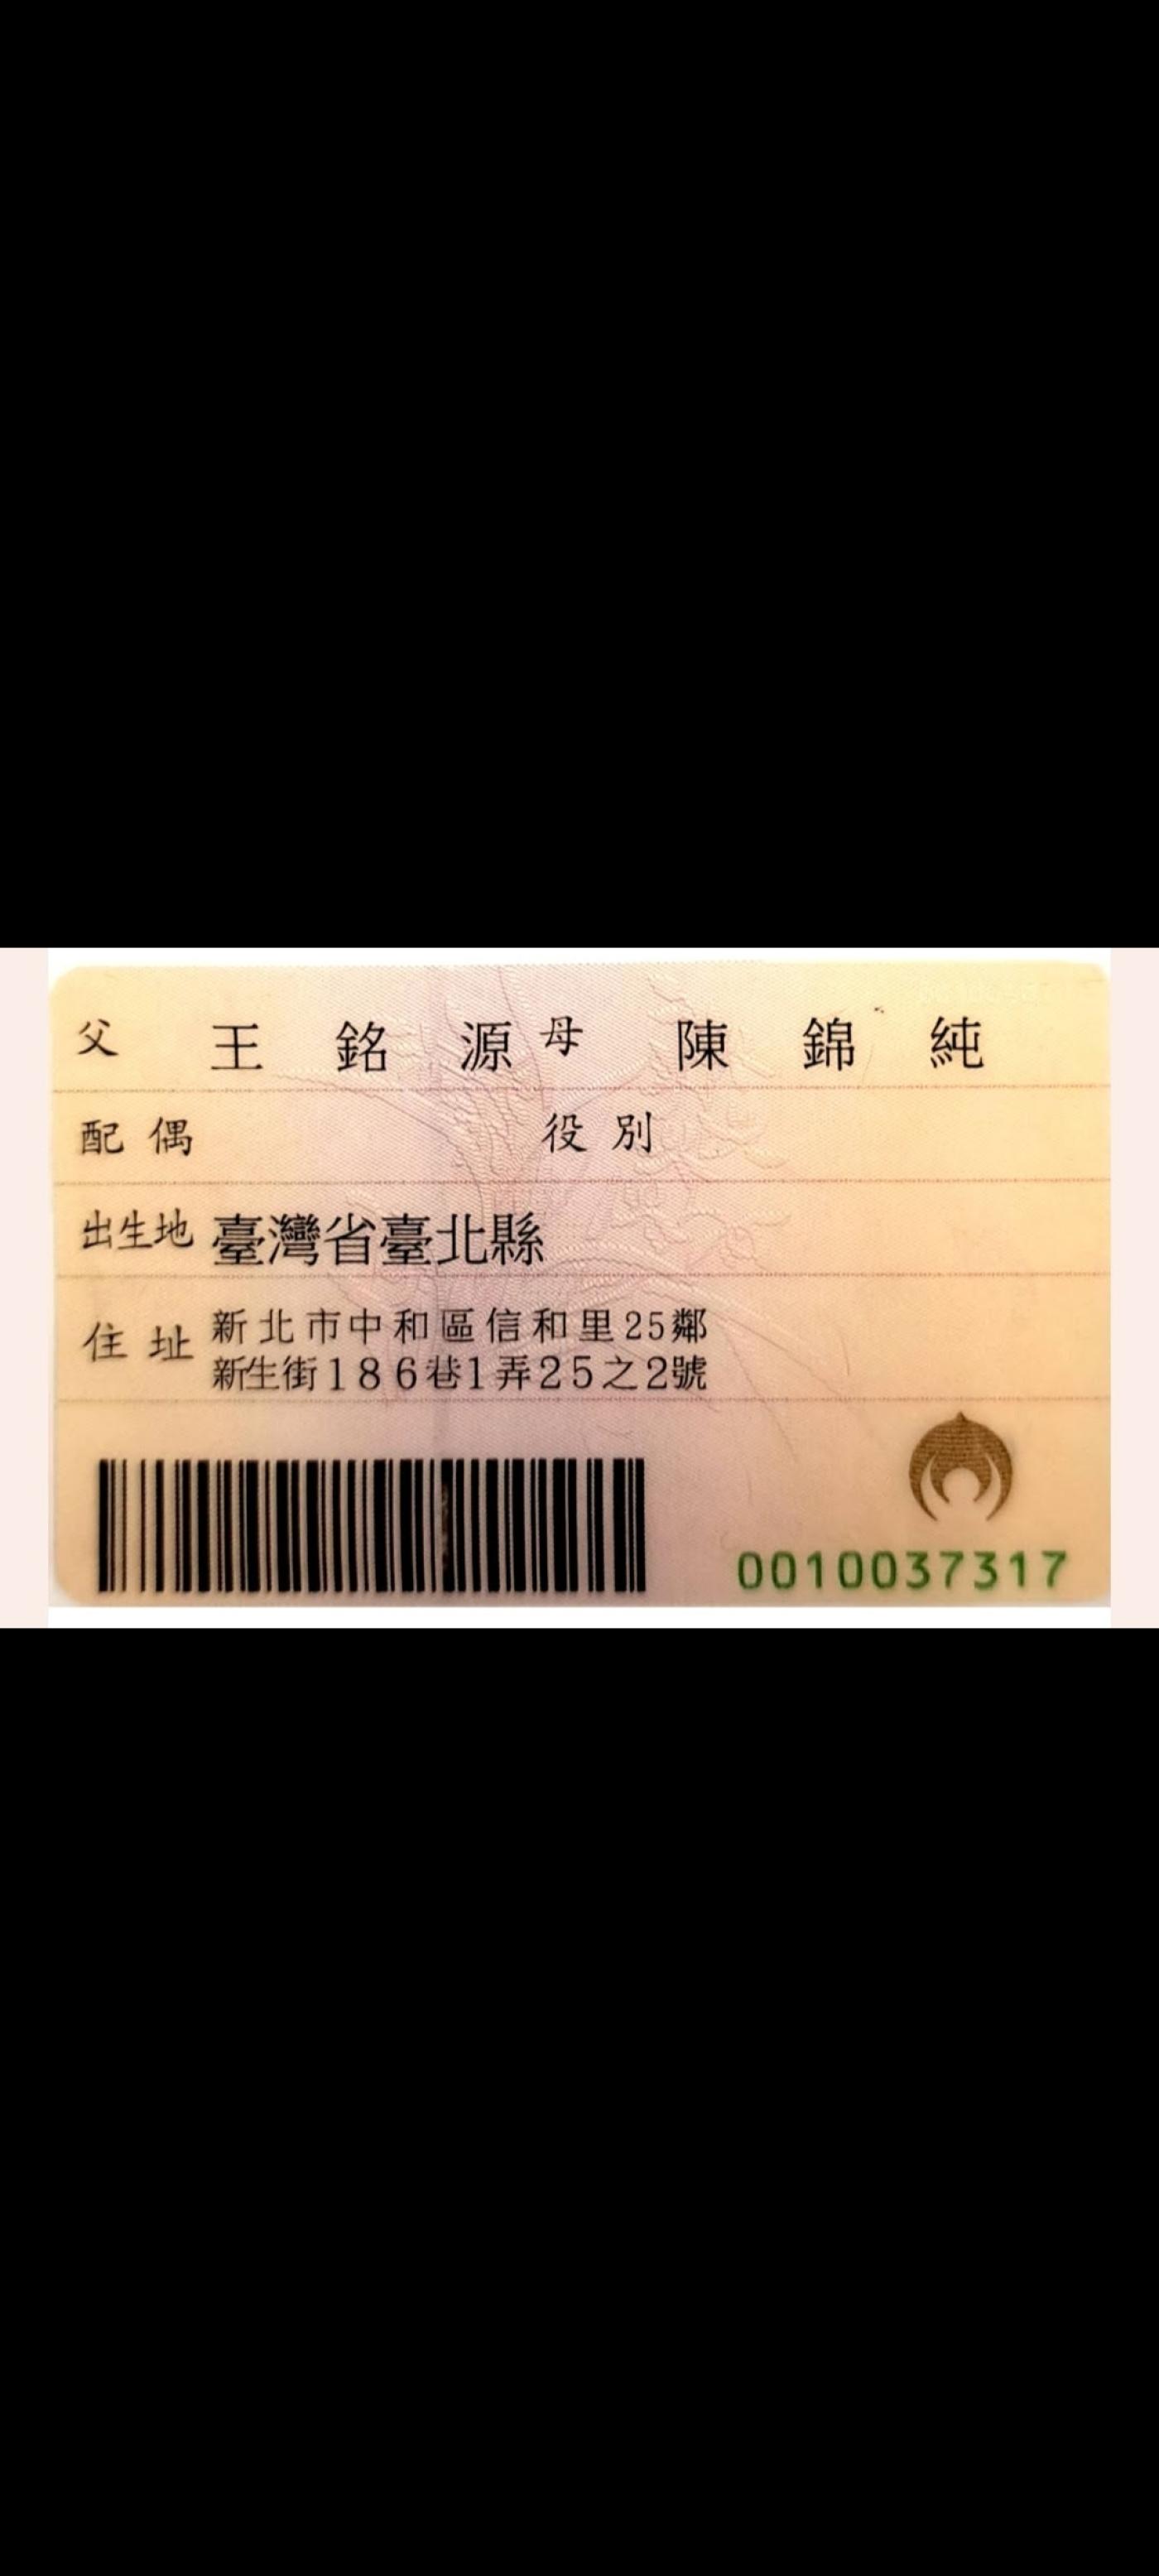 父 王銘源 母 陳錦純
配偶 役別
出生地 臺灣省臺北縣
住址 新北市中和區信和里25鄰
新生街186巷1弄25之2號
0010037317